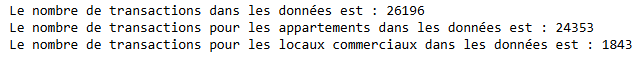 Le nombre de transactions dans les données est : 26196
Le nombre de transactions pour les appartements dans les données est : 24353
Le nombre de transactions pour les locaux commerciaux dans les données est : 1843